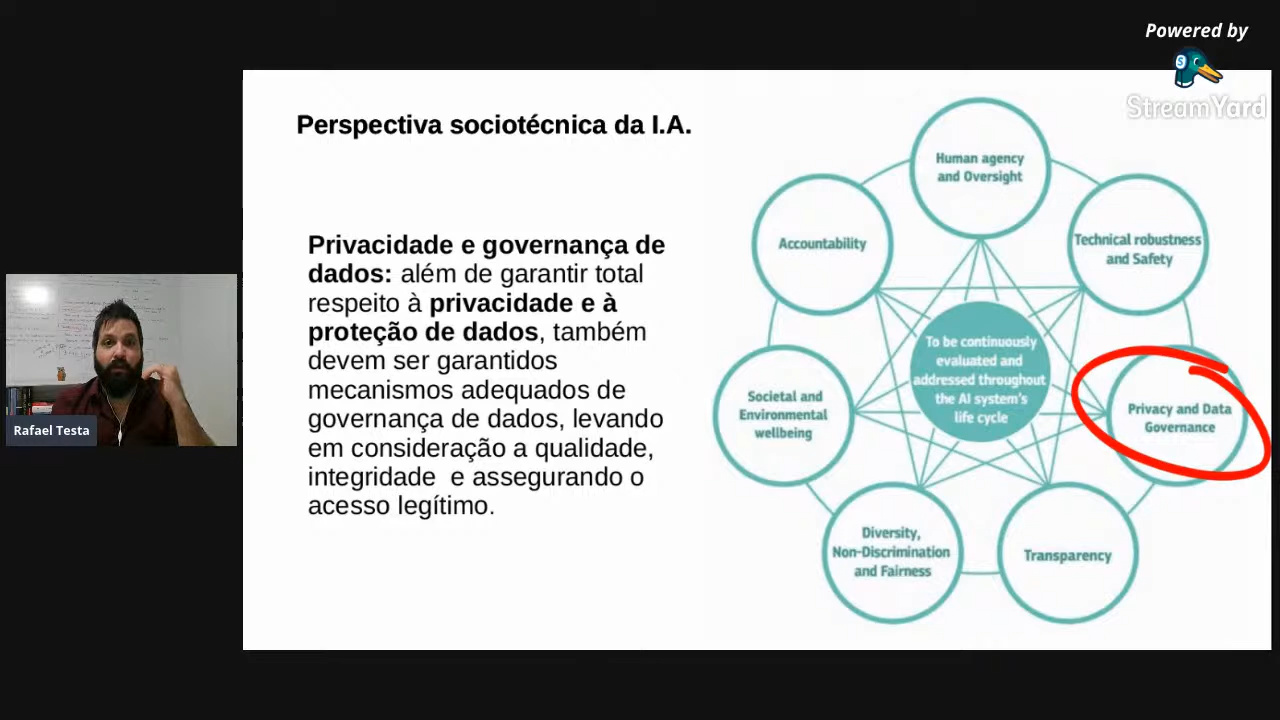 Powered by
StreamYard
Perspectiva sociotécnica da I.A.
Privacidade e governança de
dados: além de garantir total
respeito à privacidade e à
proteção de dados, também
devem ser garantidos
mecanismos adequados de
governança de dados, levando
em consideração a qualidade,
integridade  e assegurando o
acesso legítimo.
Human agency
and Oversight
Technical robustness
and Safety
Privacy and Data
Governance
Transparency
Diversity,
Non-Discrimination
and Fairness
Societal and
Environmental
wellbeing
Accountability
To be continuously
evaluated and
addressed throughout
the AI system's
life cycle
Rafael Testa